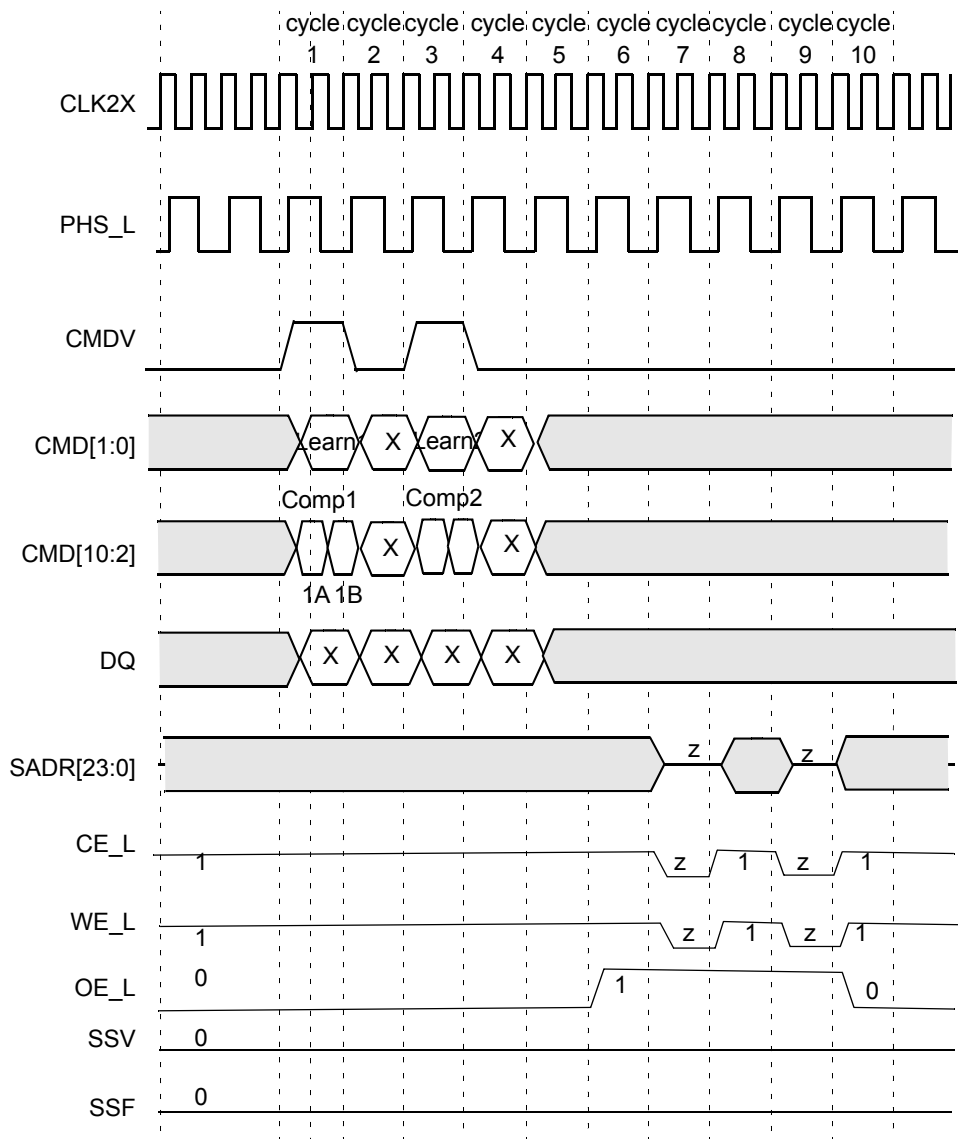 cycle cycle cycle cycle cycle cycle cycle cycle cycle cycle
1 2 3 4 5 6 7 8 9 10
CLK2X
PHS_L
CMDV
CMD[1:0] Learn1 X Learn2 X
Comp1 Comp2
CMD[10:2] X X
1A 1B
DQ X X X X
SADR[23:0] z z
CE_L 1 z 1 z 1
WE_L 1 z 1 z 1
OE_L 0 1 0
SSV 0
SSF 0